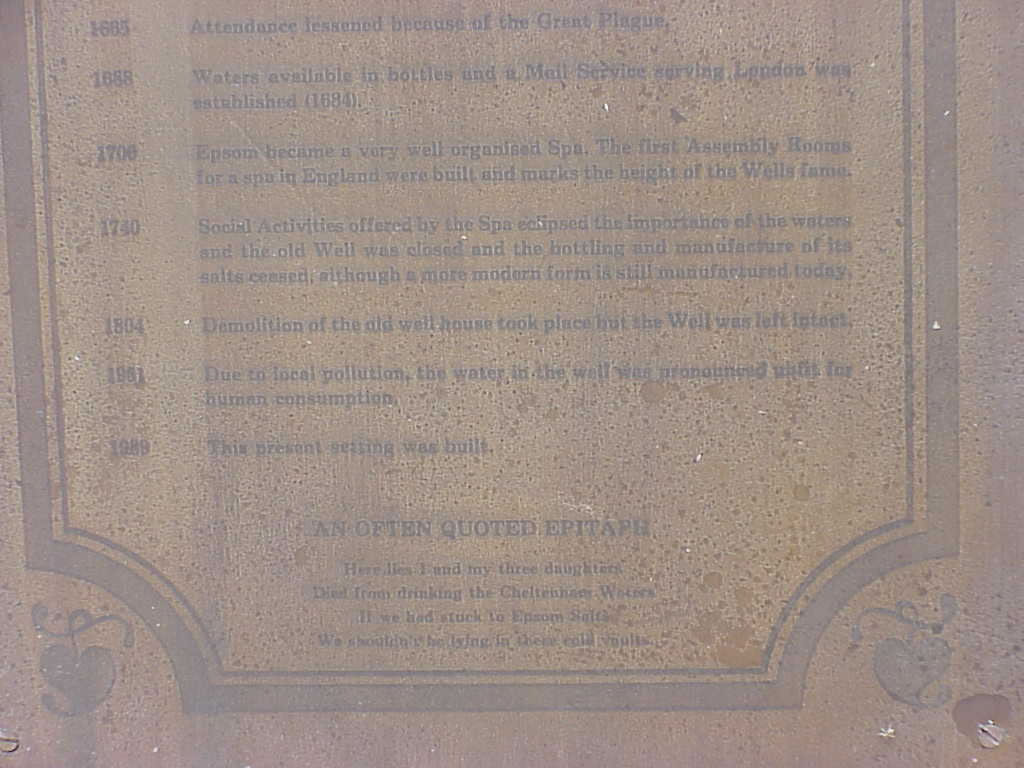 1665 Attendance lessened because of the Great Plague.
1688 Waters available in bottles and a Mail Service serving London was
established (1684).
1706 Epsom became a very well organised Spa. The first Assembly Rooms
for a spa in England were built and marks the height of the Wells fame.
1740 Social Activities offered by the Spa eclipsed the importance of the waters
and the old Well was closed and the bottling and manufacture of its
salts ceased, although a more modern form is still manufactured today.
1804 Demolition of the old well house took place but the Well was left intact.
1961 Due to local pollution, the water in the well was pronounced unfit for
human consumption.
1989 This present setting was built.
AN OFTEN QUOTED EPITAPH
Here lies I and my three daughters
Died from drinking the Cheltenham Waters
If we had stuck to Epsom Salts
We shouldn't be lying in these cold vaults.